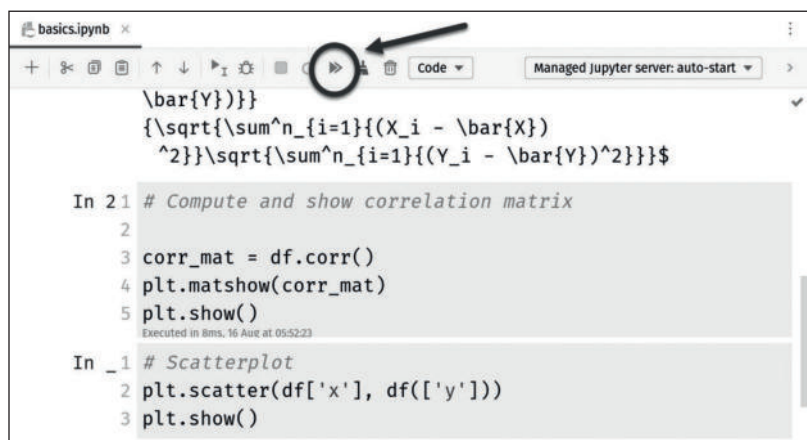 basics.ipynb
Code
Managed Jupyter server: auto-start
\bar{Y})}}
{\sqrt{\sum^n_{i=1}{(X_i - \bar{X})
^2}}\sqrt{\sum^n_{i=1}{(Y_i - \bar{Y})^2}}}$
In 2 1 # Compute and show correlation matrix
2
3 corr_mat = df.corr()
4 plt.matshow(corr_mat)
5 plt.show()
Executed in 8ms, 16 Aug at 05:52:23
In _ 1 # Scatterplot
2 plt.scatter(df['x'], df(['y']))
3 plt.show()